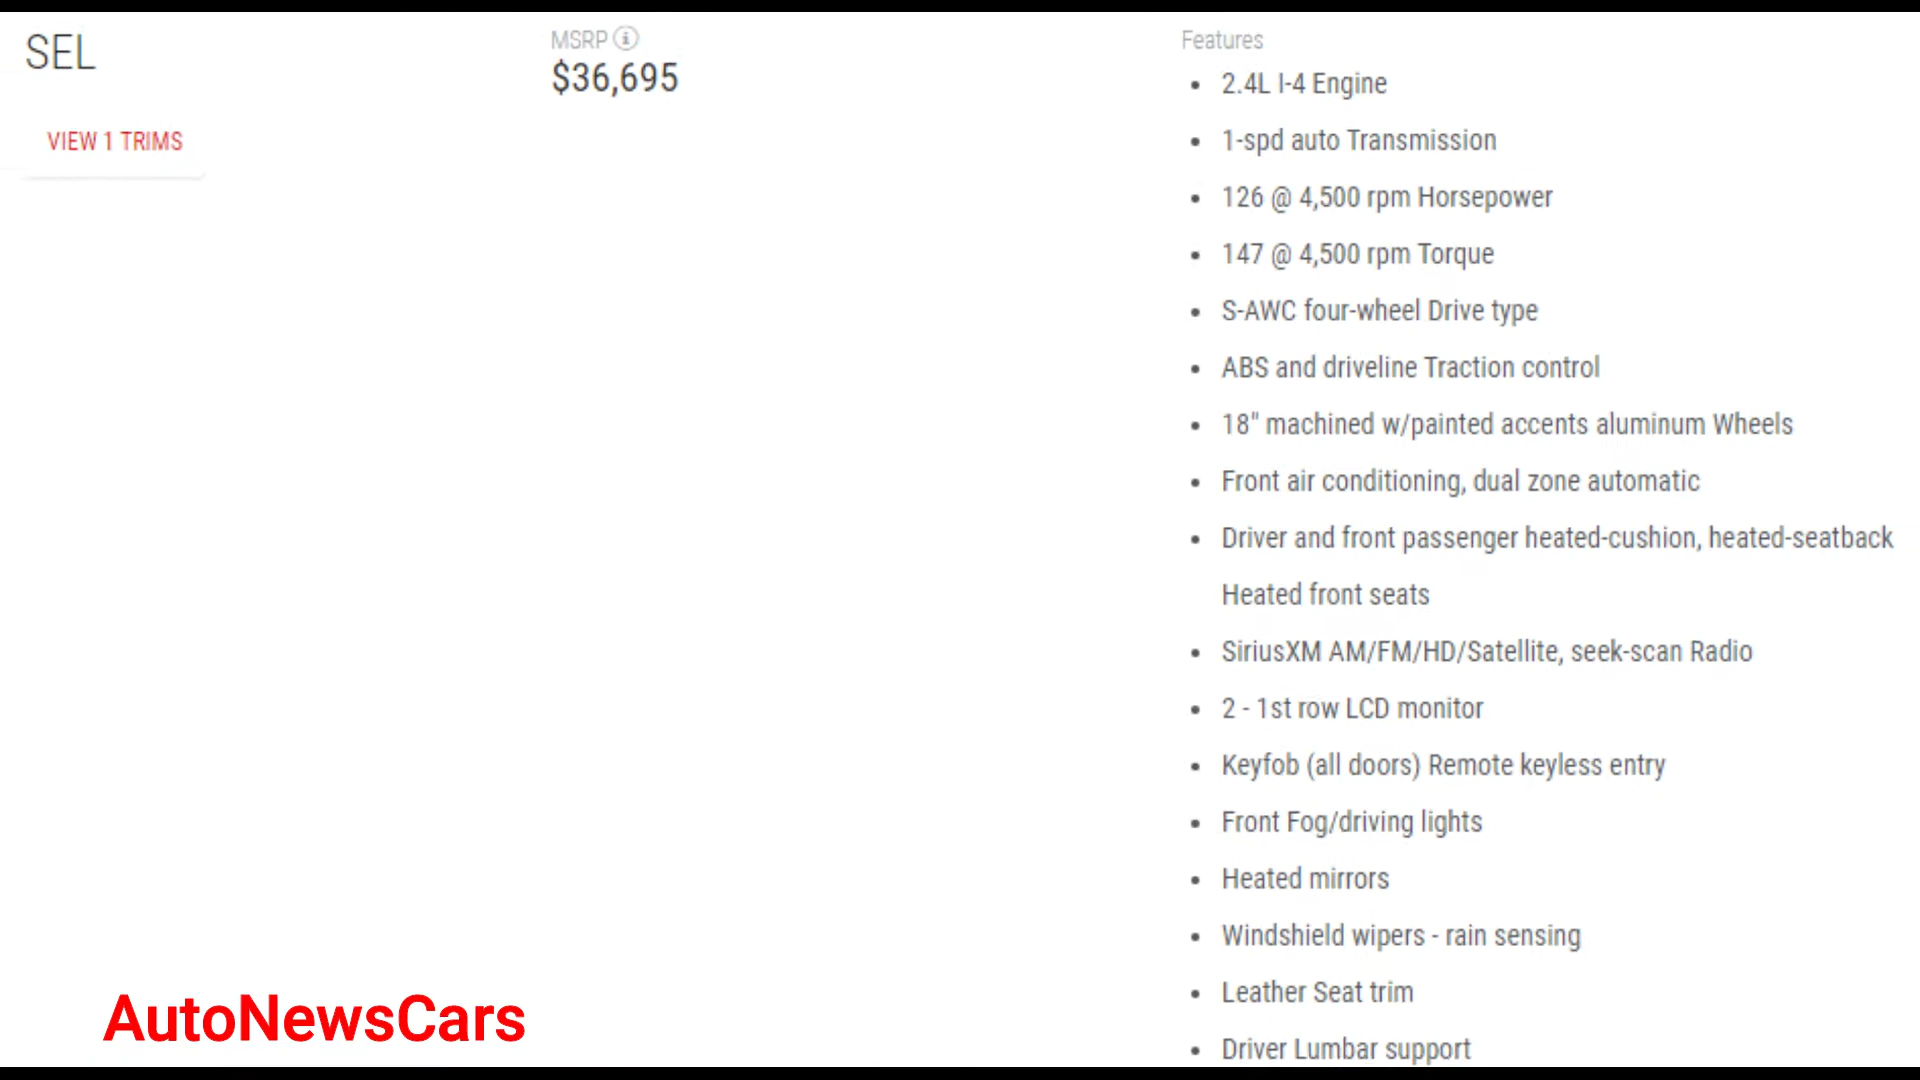 SEL
VIEW 1 TRIMS
MSRP
$36,695
Features
• 2.4L I-4 Engine
• 1-spd auto Transmission
• 126 @ 4,500 rpm Horsepower
• 147 @ 4,500 rpm Torque
• S-AWC four-wheel Drive type
• ABS and driveline Traction control
• 18" machined w/painted accents aluminum Wheels
• Front air conditioning, dual zone automatic
• Driver and front passenger heated-cushion, heated-seatback
Heated front seats
• SiriusXM AM/FM/HD/Satellite, seek-scan Radio
• 2 - 1st row LCD monitor
• Keyfob (all doors) Remote keyless entry
• Front Fog/driving lights
• Heated mirrors
• Windshield wipers - rain sensing
• Leather Seat trim
• Driver Lumbar support
AutoNewsCars